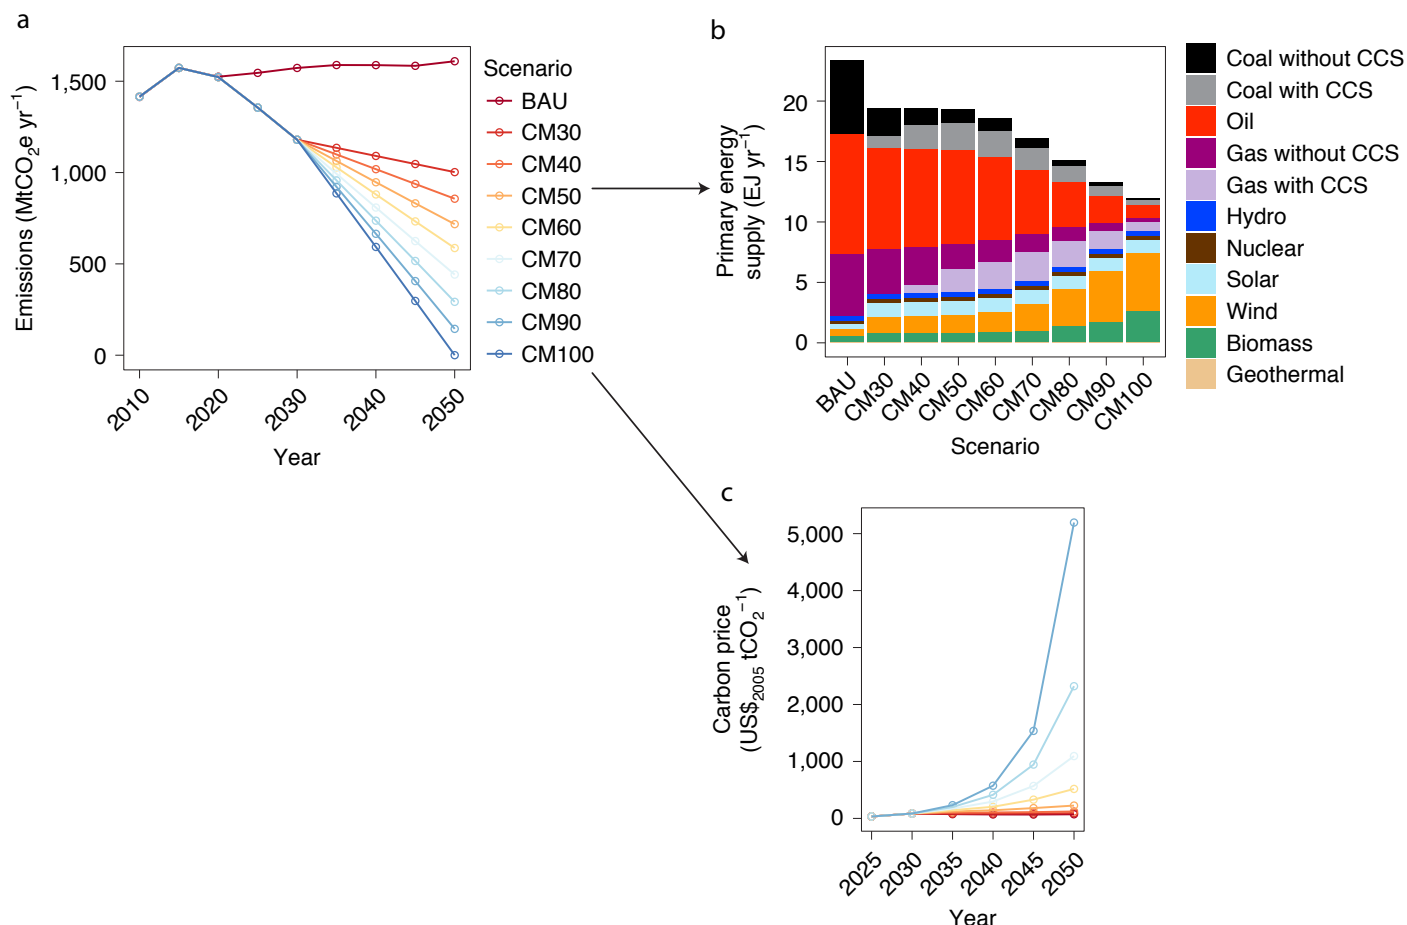 a
Emissions (MtCO2e yr−1)
1,500
1,000
500
0
2010
2020
2030
2040
2050
Year
Scenario
BAU
CM30
CM40
CM50
CM60
CM70
CM80
CM90
CM100
b
Primary energy
supply (EJ yr−1)
20
15
10
5
0
BAU
CM30
CM40
CM50
CM60
CM70
CM80
CM90
CM100
Scenario
Coal without CCS
Coal with CCS
Oil
Gas without CCS
Gas with CCS
Hydro
Nuclear
Solar
Wind
Biomass
Geothermal
c
Carbon price
(US$2005 tCO2−1)
5,000
4,000
3,000
2,000
1,000
0
2025
2030
2035
2040
2045
2050
Year